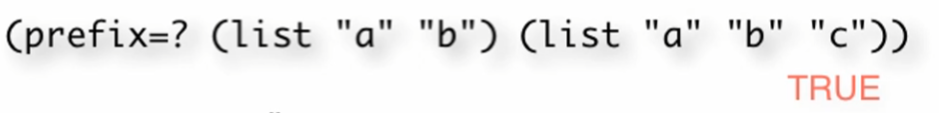 (prefix=? (list "a" "b") (list "a" "b" "c"))
TRUE